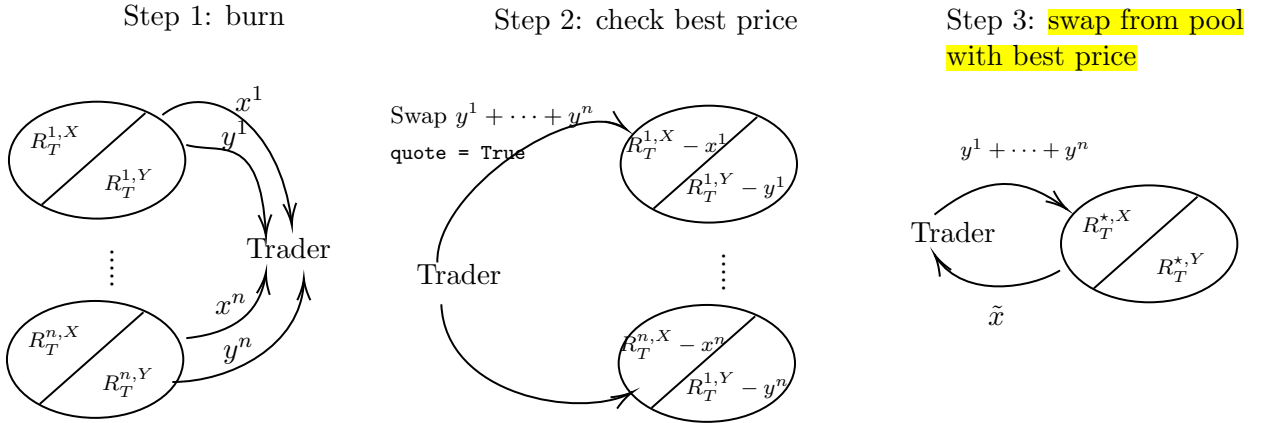 Step 1: burn
x^1
y^1
R_T^{1,X}
R_T^{1,Y}
Trader
x^n
y^n
R_T^{n,X}
R_T^{n,Y}
Step 2: check best price
Swap y^1 + ⋯ + y^n
quote = True
R_T^{1,X} − x^1
R_T^{1,Y} − y^1
Trader
R_T^{n,X} − x^n
R_T^{1,Y} − y^n
Step 3: swap from pool
with best price
y^1 + ⋯ + y^n
Trader
R_T^{⋆,X}
R_T^{⋆,Y}
x̃